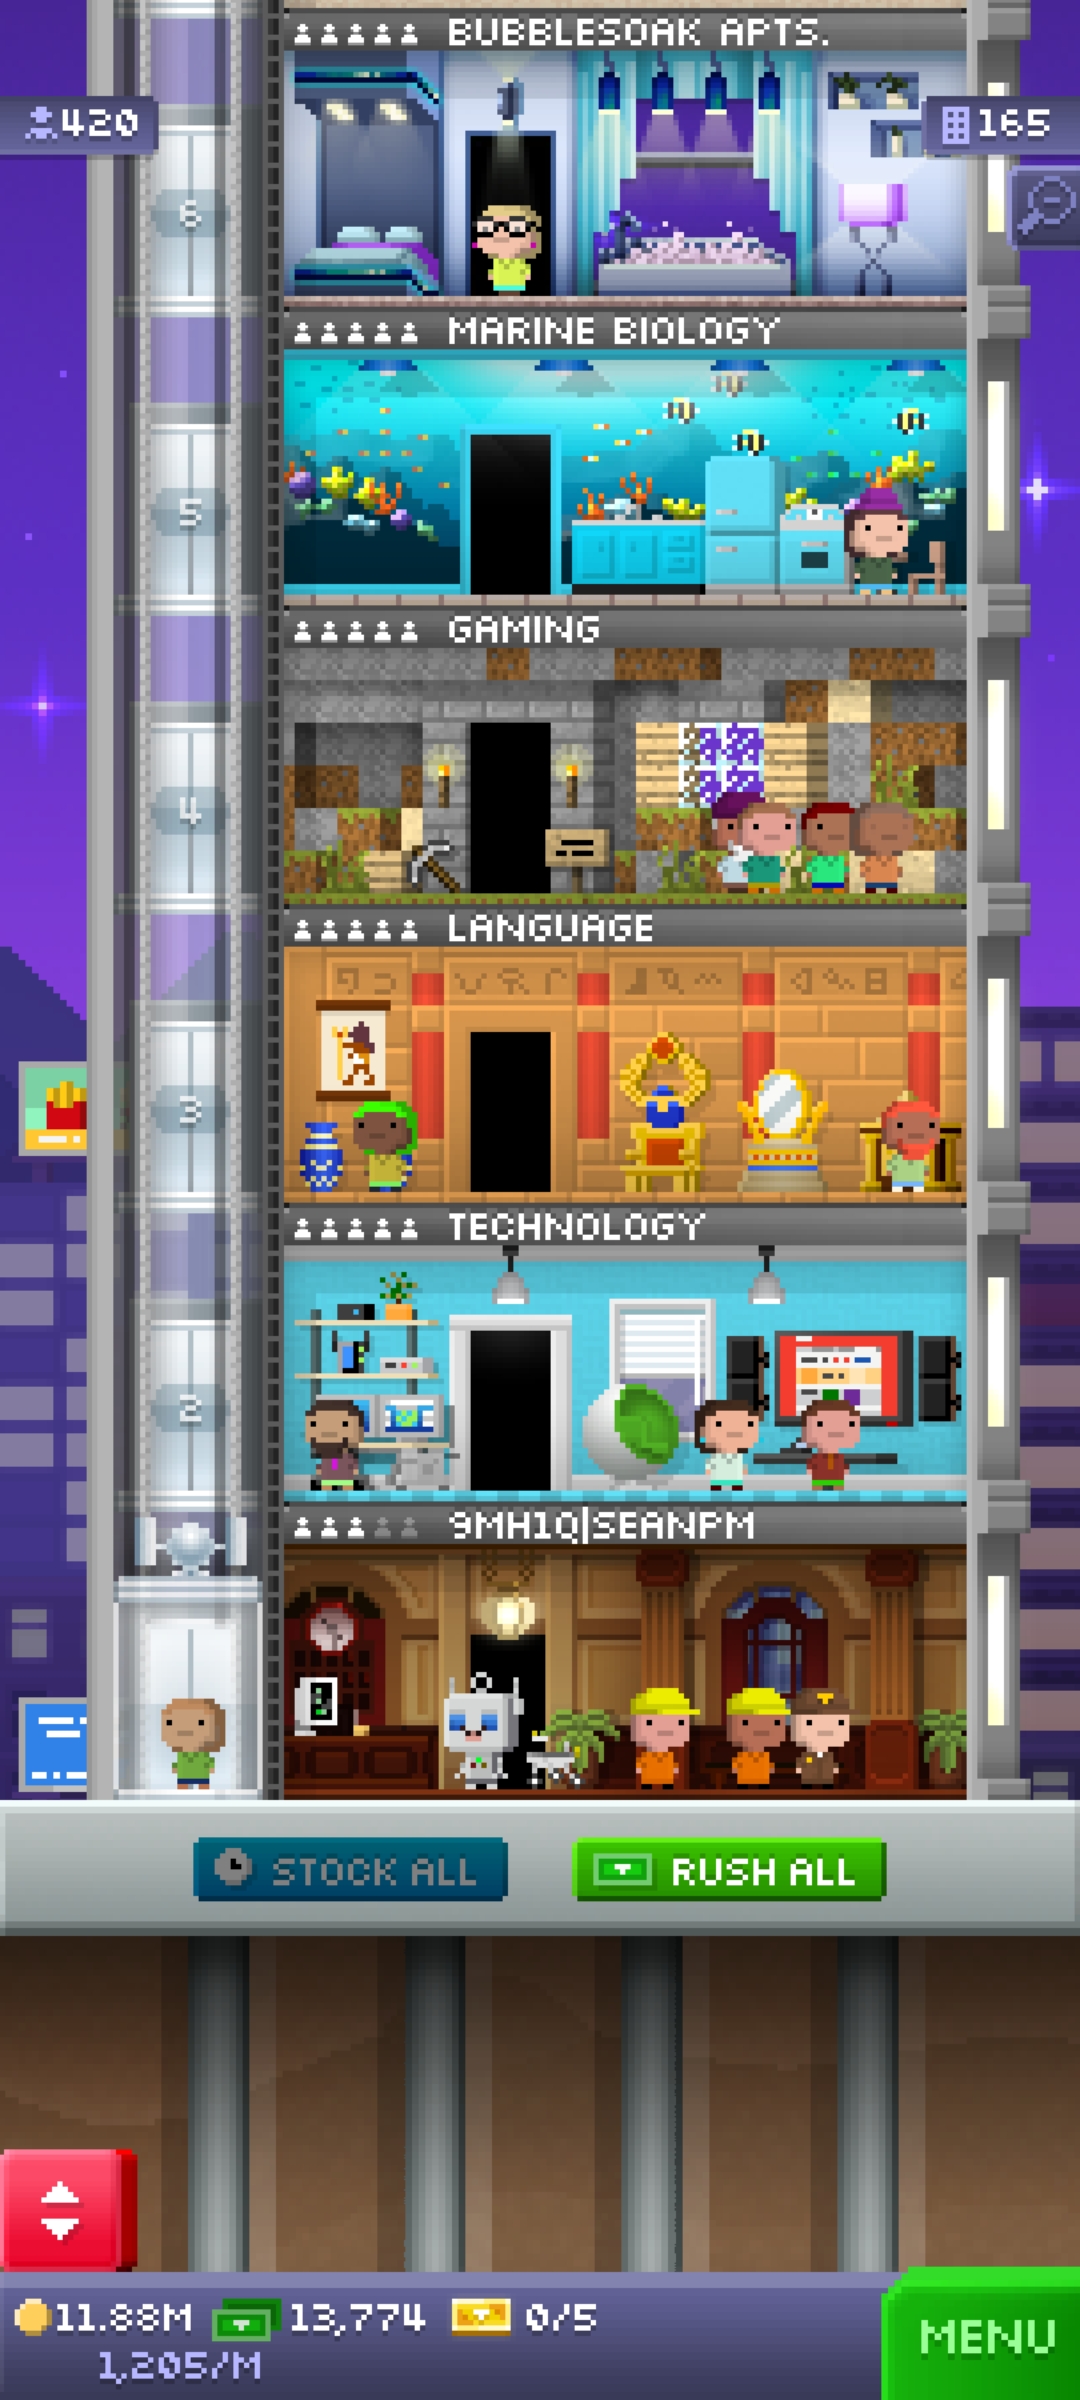 BUBBLESOAK APTS.
420
165
6
MARINE BIOLOGY
5
GAMING
4
LANGUAGE
3
TECHNOLOGY
2
9MH1Q|SEANPM
STOCK ALL
RUSH ALL
11.88M
13,774
0/5
1,205/M
MENU